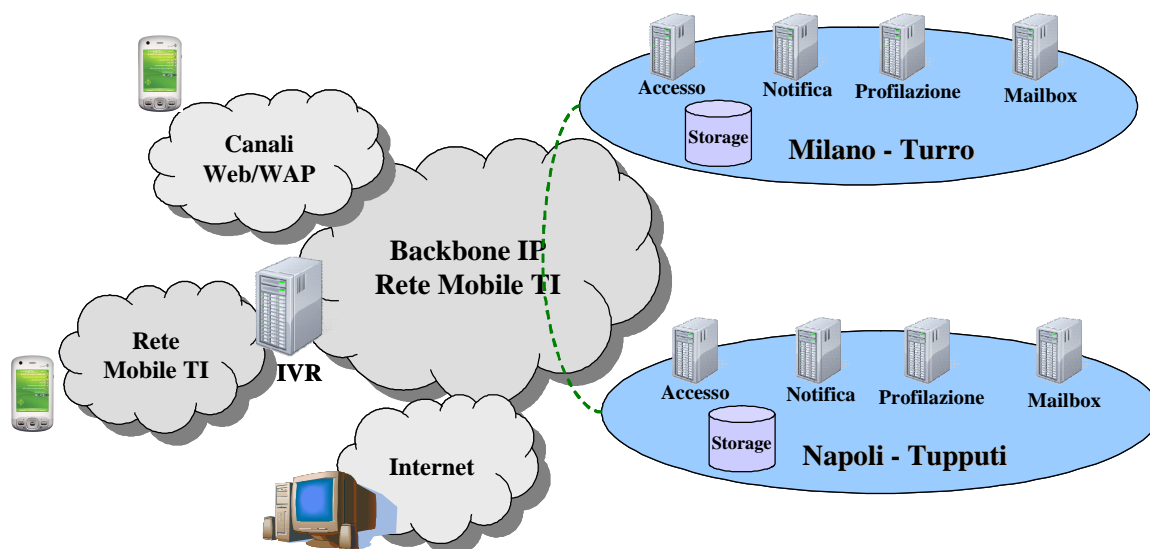 Accesso
Notifica
Profilazione
Mailbox
Storage
Milano - Turro
Canali
Web/WAP
Backbone IP
Rete Mobile TI
Rete
Mobile TI
IVR
Accesso
Notifica
Profilazione
Mailbox
Storage
Napoli - Tupputi
Internet